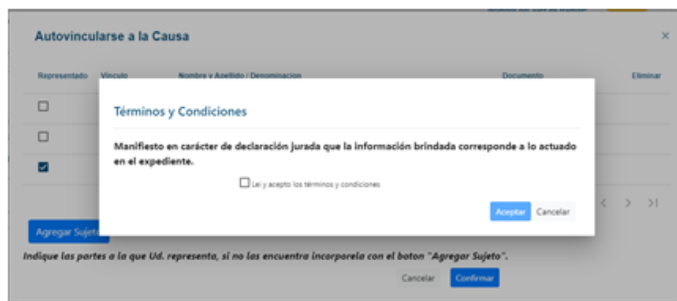 Autovincularse a la Causa
Representado Vínculo Nombre y Apellido / Denominacion Documento Eliminar
Términos y Condiciones
Manifiesto en carácter de declaración jurada que la información brindada corresponde a lo actuado
en el expediente.
Lei y acepto los términos y condiciones
Aceptar Cancelar
Agregar Sujeto
Indique las partes a la que Ud. representa, si no las encuentra incorporela con el boton "Agregar Sujeto".
Cancelar Confirmar